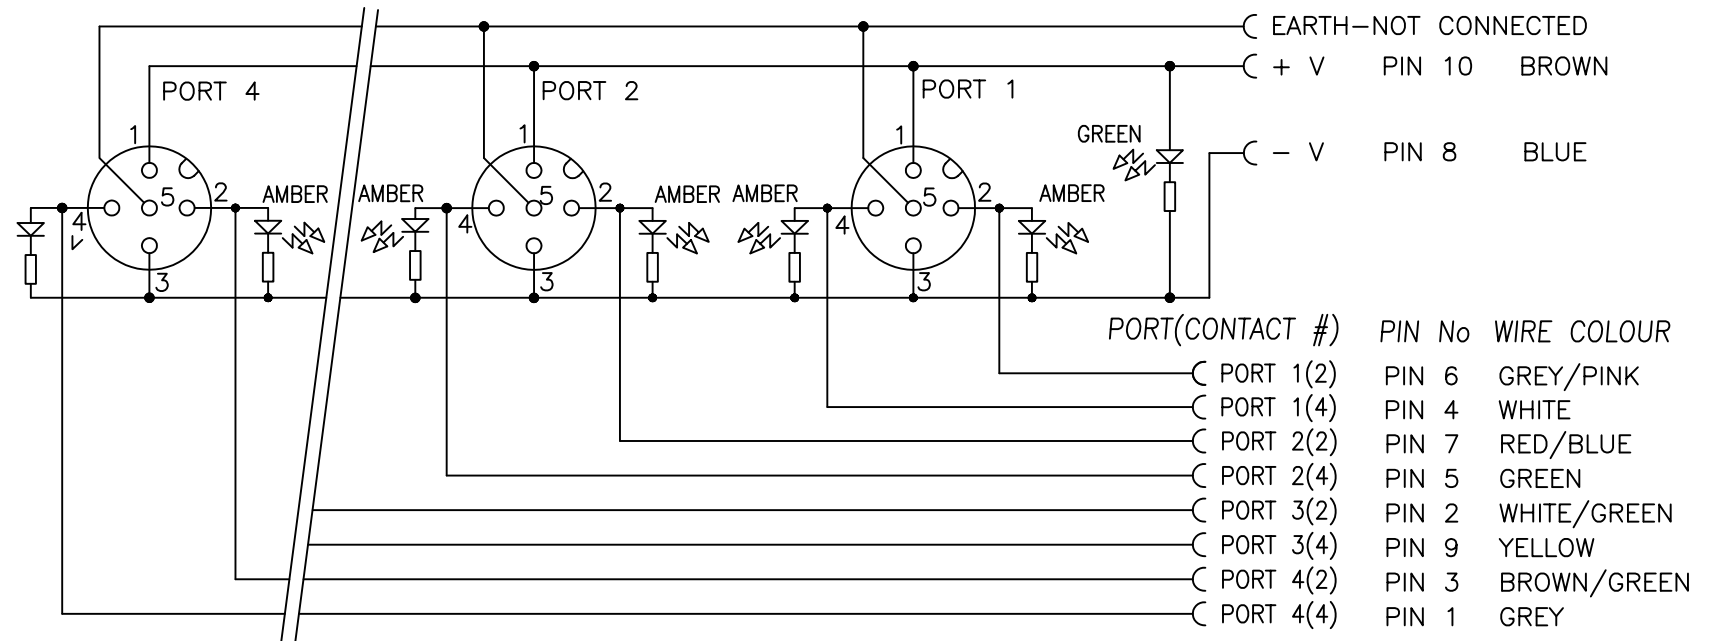 EARTH-NOT CONNECTED
+ V PIN 10 BROWN
PORT 4 PORT 2 PORT 1
GREEN
- V PIN 8 BLUE
1 1 1
5 2 5 2 5 2
AMBER AMBER AMBER AMBER AMBER
4 4 4
3 3 3
PORT(CONTACT #) PIN No WIRE COLOUR
PORT 1(2) PIN 6 GREY/PINK
PORT 1(4) PIN 4 WHITE
PORT 2(2) PIN 7 RED/BLUE
PORT 2(4) PIN 5 GREEN
PORT 3(2) PIN 2 WHITE/GREEN
PORT 3(4) PIN 9 YELLOW
PORT 4(2) PIN 3 BROWN/GREEN
PORT 4(4) PIN 1 GREY